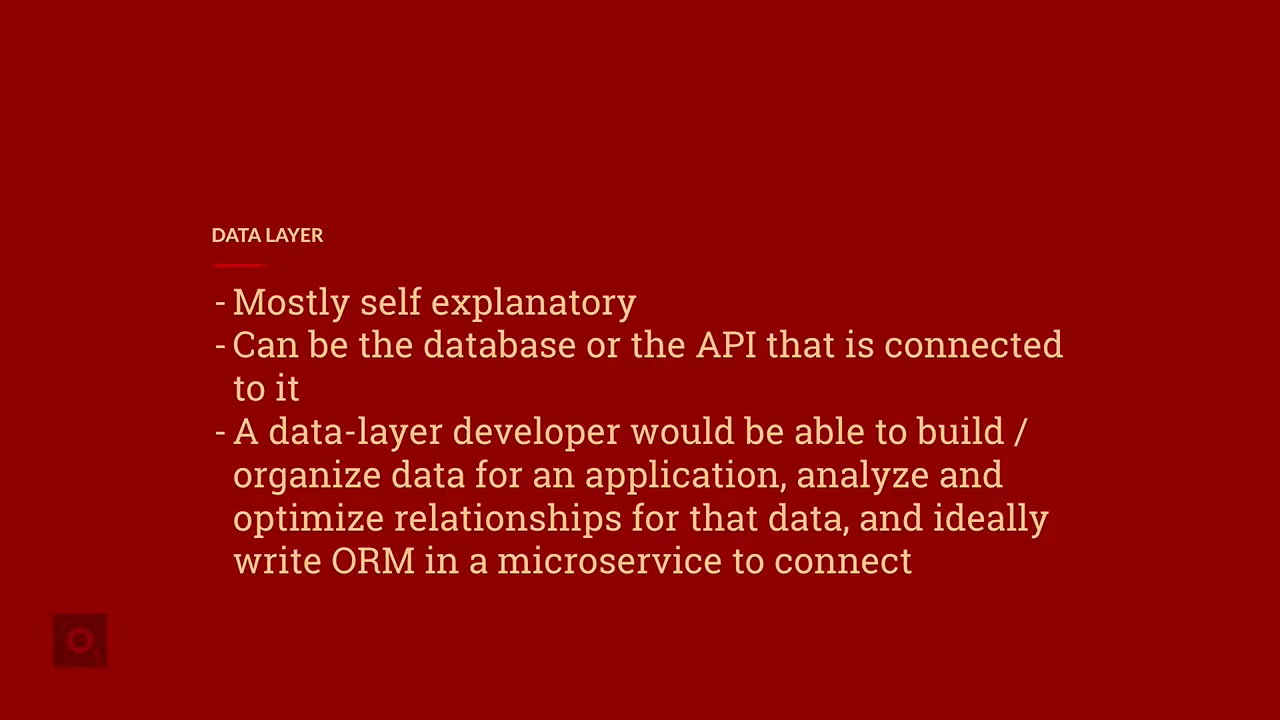 DATA LAYER
- Mostly self explanatory
- Can be the database or the API that is connected
to it
- A data-layer developer would be able to build /
organize data for an application, analyze and
optimize relationships for that data, and ideally
write ORM in a microservice to connect